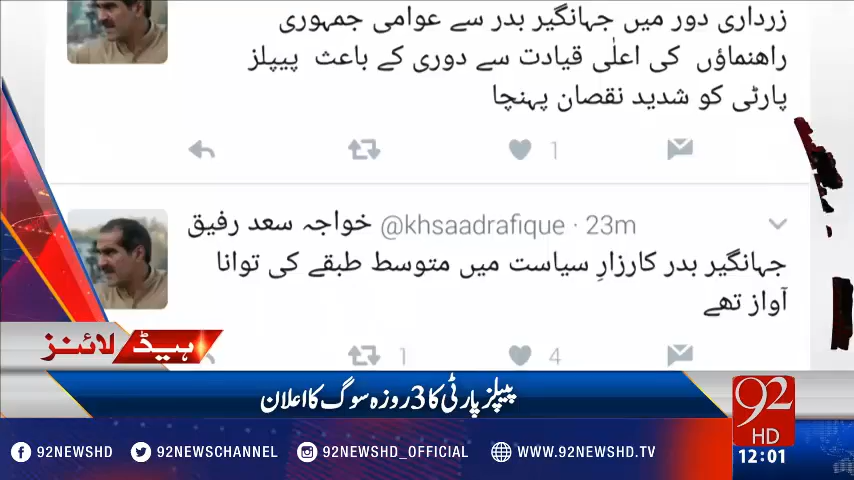 زرداری دور میں جہانگیر بدر سے عوامی جمہوری
راھنماؤں کی اعلٰی قیادت سے دوری کے باعث پیپلز
پارٹی کو شدید نقصان پہنچا
1
خواجہ سعد رفیق @khsaadrafique · 23m
جہانگیر بدر کارزارِ سیاست میں متوسط طبقے کی توانا
آواز تھے
1 4
ہیڈ لائنز
پیپلز پارٹی کا 3 روزہ سوگ کا اعلان
92 HD
12:01
92NEWSHD 92NEWSCHANNEL 92NEWSHD_OFFICIAL WWW.92NEWSHD.TV